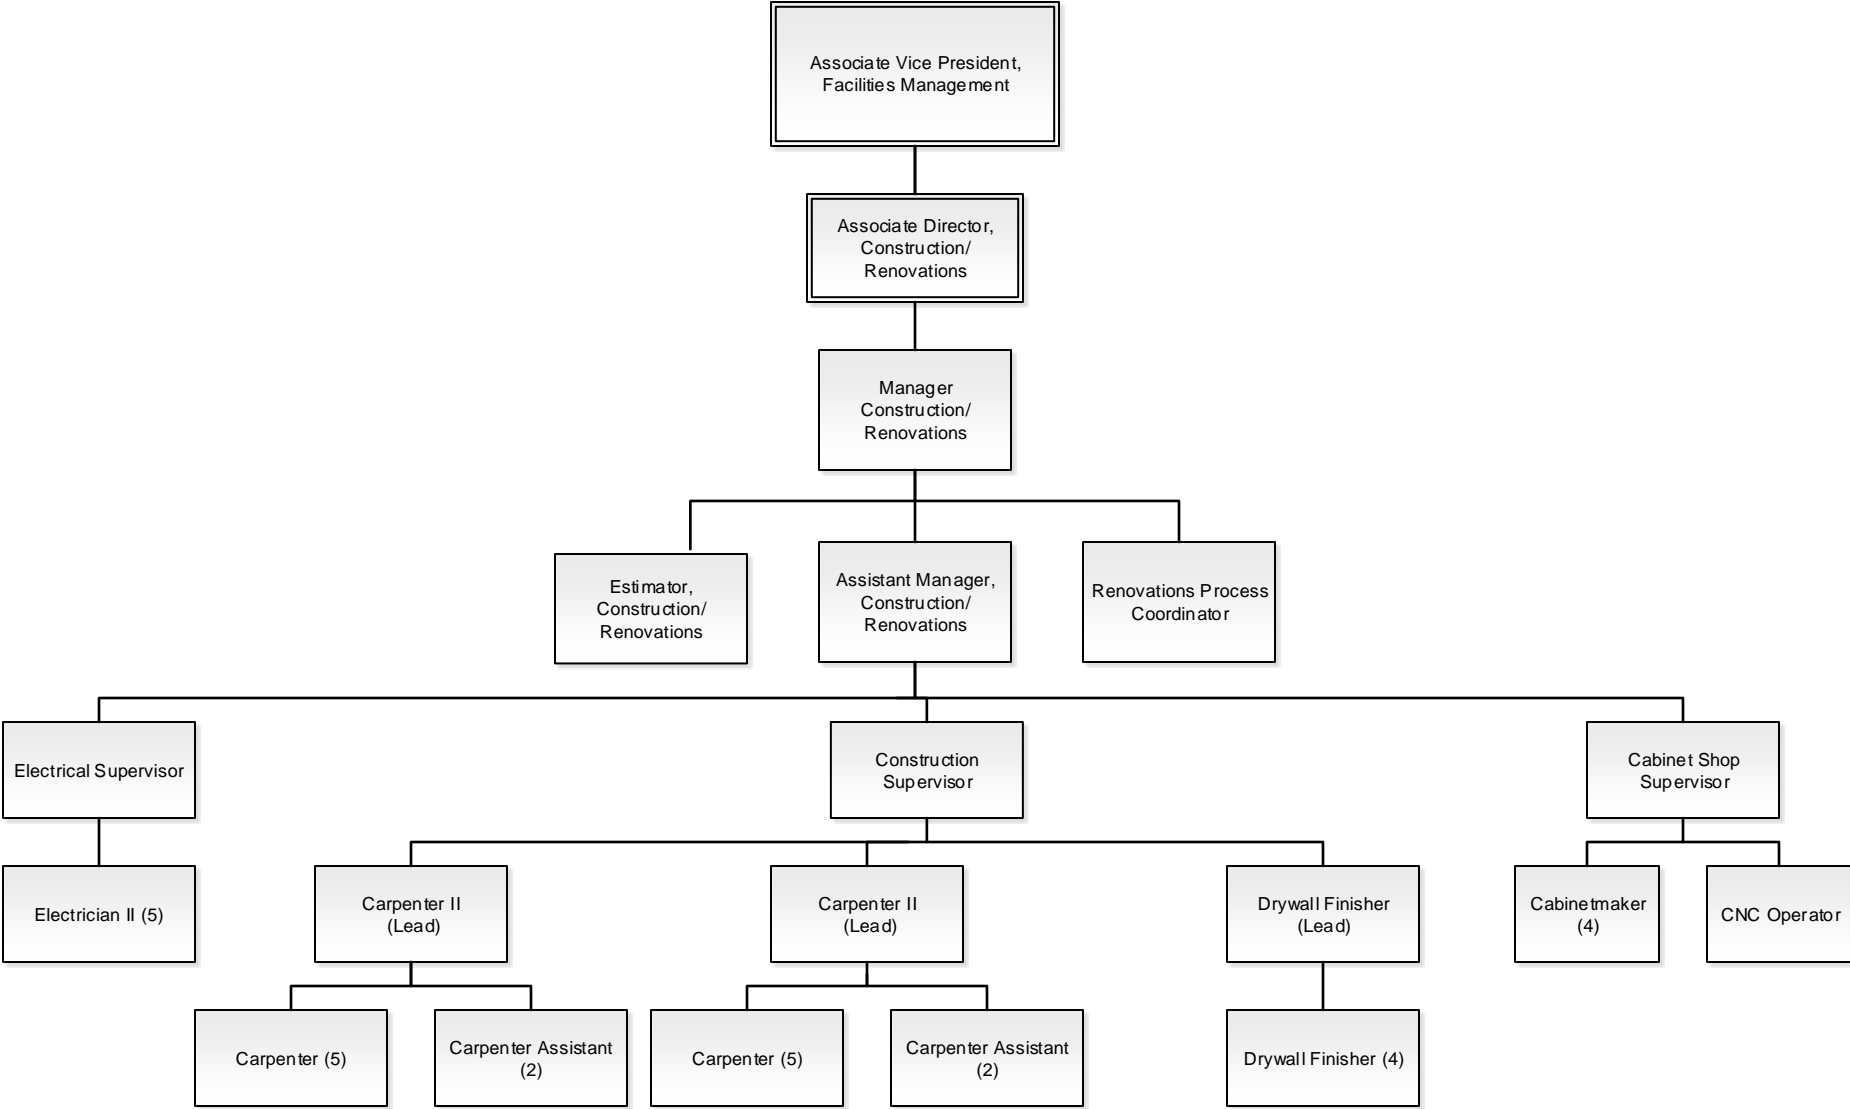 Associate Vice President,
Facilities Management
Associate Director,
Construction/
Renovations
Manager
Construction/
Renovations
Estimator,
Construction/
Renovations
Assistant Manager,
Construction/
Renovations
Renovations Process
Coordinator
Electrical Supervisor
Construction
Supervisor
Cabinet Shop
Supervisor
Electrician II (5)
Carpenter II
(Lead)
Carpenter II
(Lead)
Drywall Finisher
(Lead)
Cabinetmaker
(4)
CNC Operator
Carpenter (5)
Carpenter Assistant
(2)
Carpenter (5)
Carpenter Assistant
(2)
Drywall Finisher (4)